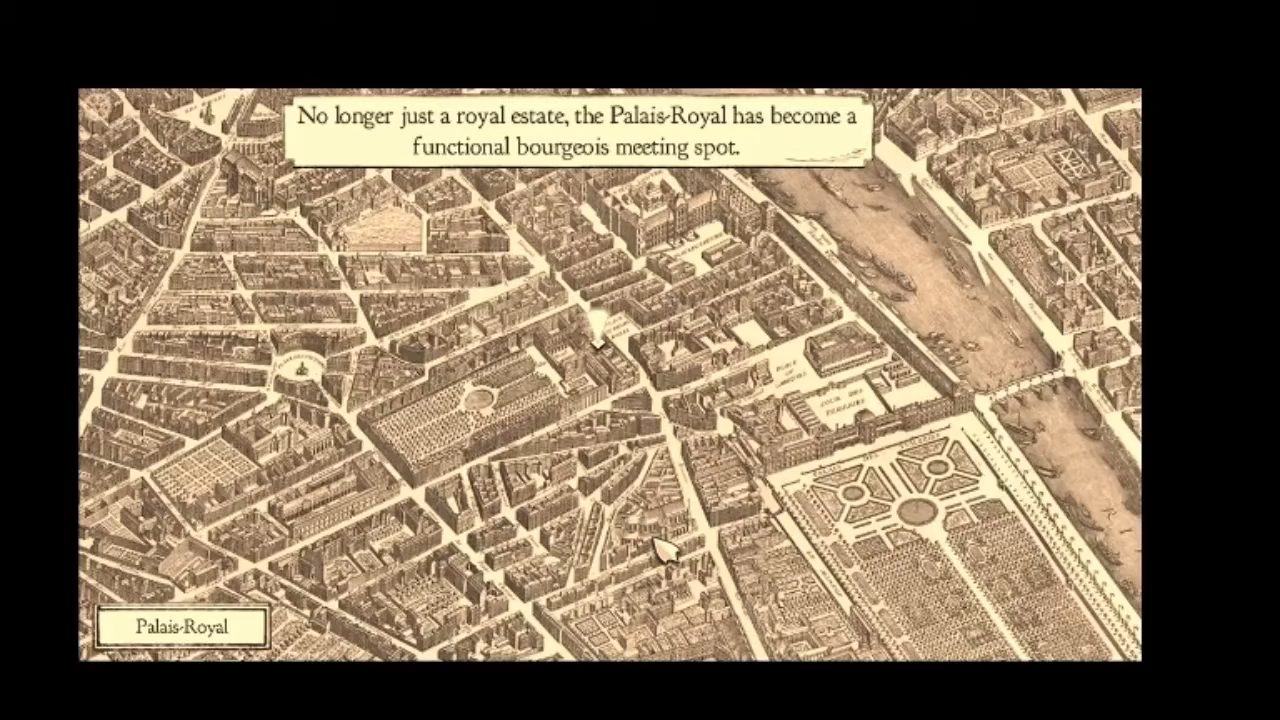 No longer just a royal estate, the Palais-Royal has become a
functional bourgeois meeting spot.
Palais-Royal